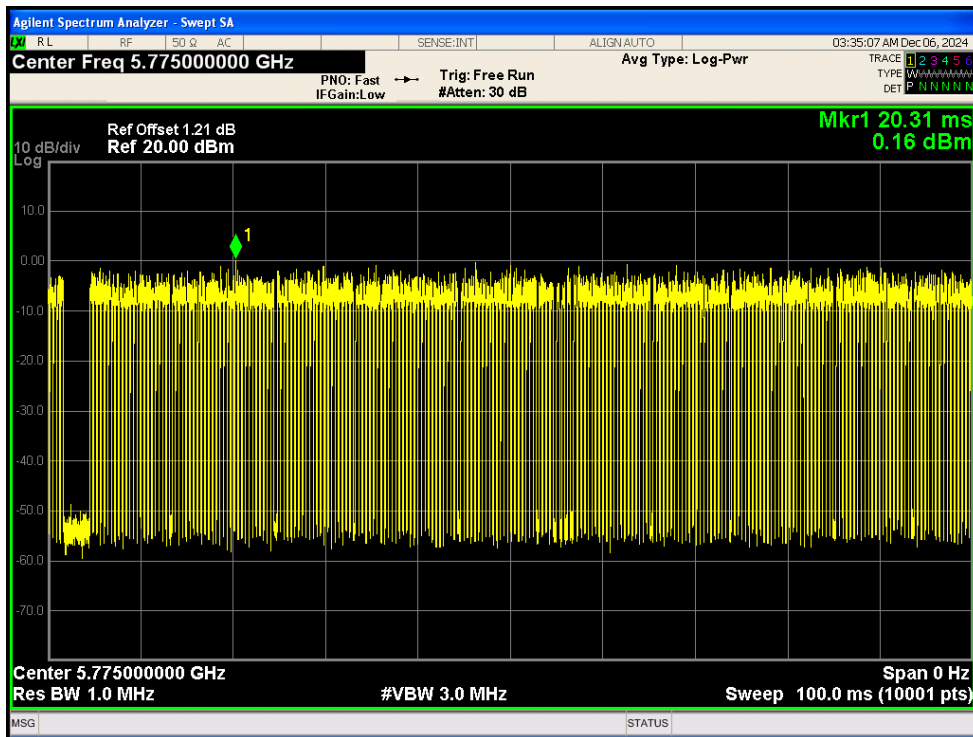 Agilent Spectrum Analyzer - Swept SA
LXI RL RF 50 Ω AC SENSE:INT ALIGN AUTO 03:35:07 AM Dec 06, 2024
Center Freq 5.775000000 GHz Avg Type: Log-Pwr TRACE 1 2 3 4 5 6
PNO: Fast Trig: Free Run TYPE WWWWWW
IFGain:Low #Atten: 30 dB DET P N N N N N
Mkr1 20.31 ms
Ref Offset 1.21 dB
10 dB/div Ref 20.00 dBm 0.16 dBm
Log
10.0
1
0.00
-10.0
-20.0
-30.0
-40.0
-50.0
-60.0
-70.0
Center 5.775000000 GHz Span 0 Hz
Res BW 1.0 MHz #VBW 3.0 MHz Sweep 100.0 ms (10001 pts)
MSG STATUS